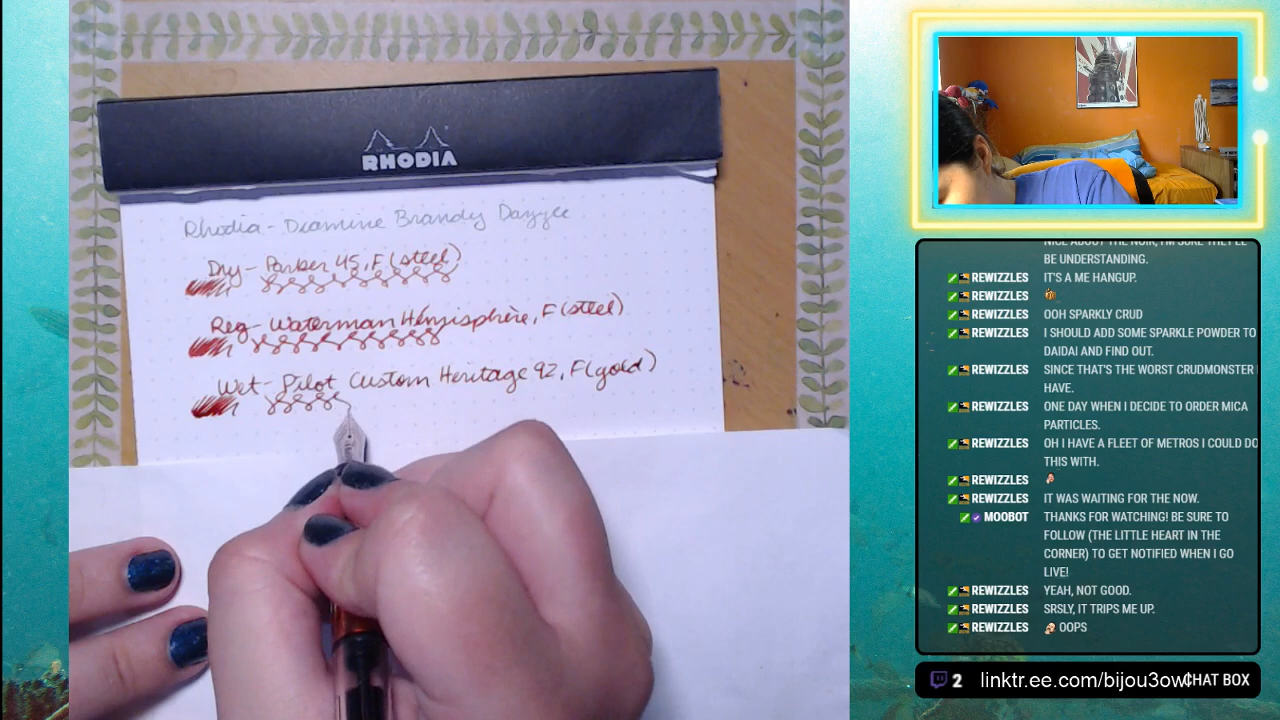 RHODIA
Rhodia - Diamine Brandy Dazzle
Dry - Parker 45, F (steel)
Reg - Waterman Hémisphère, F (steel)
Wet - Pilot Custom Heritage 92, F (gold)
BE UNDERSTANDING.
REWIZZLES IT'S A ME HANGUP.
REWIZZLES
REWIZZLES OOH SPARKLY CRUD
REWIZZLES I SHOULD ADD SOME SPARKLE POWDER TO
DAIDAI AND FIND OUT.
REWIZZLES SINCE THAT'S THE WORST CRUDMONSTER I
HAVE.
REWIZZLES ONE DAY WHEN I DECIDE TO ORDER MICA
PARTICLES.
REWIZZLES OH I HAVE A FLEET OF METROS I COULD DO
THIS WITH.
REWIZZLES
REWIZZLES IT WAS WAITING FOR THE NOW.
MOOBOT THANKS FOR WATCHING! BE SURE TO
FOLLOW (THE LITTLE HEART IN THE
CORNER) TO GET NOTIFIED WHEN I GO
LIVE!
REWIZZLES YEAH, NOT GOOD.
REWIZZLES SRSLY, IT TRIPS ME UP.
REWIZZLES OOPS
2 linktr.ee.com/bijou3owl CHAT BOX